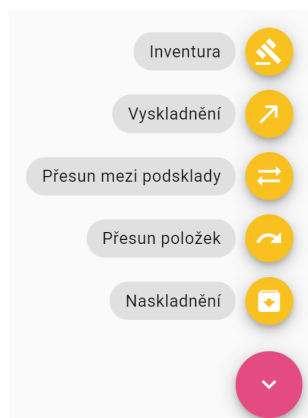 Inventura
Vyskladnění
Přesun mezi podsklady
Přesun položek
Naskladnění